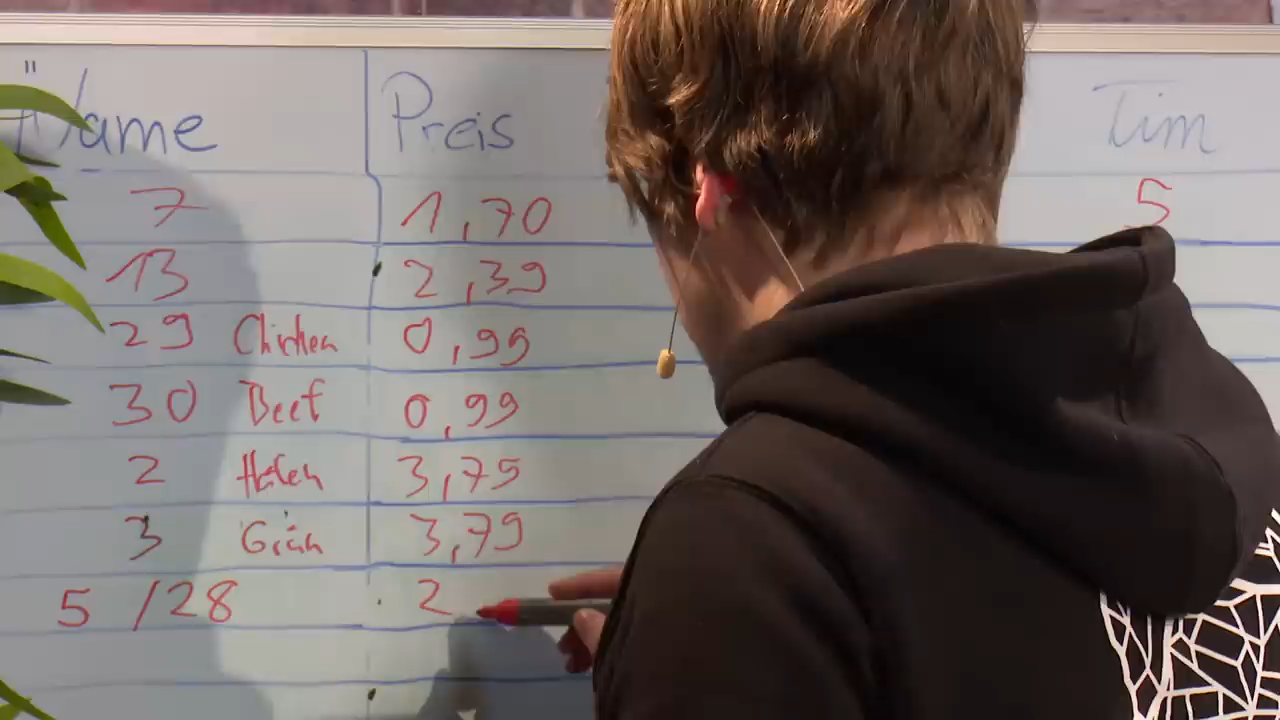 Name Preis Tim
7 1,70 5
13 2,39
29 Chicken 0,99
30 Beef 0,99
2 3,75
3 Grün 3,79
5 /28 2